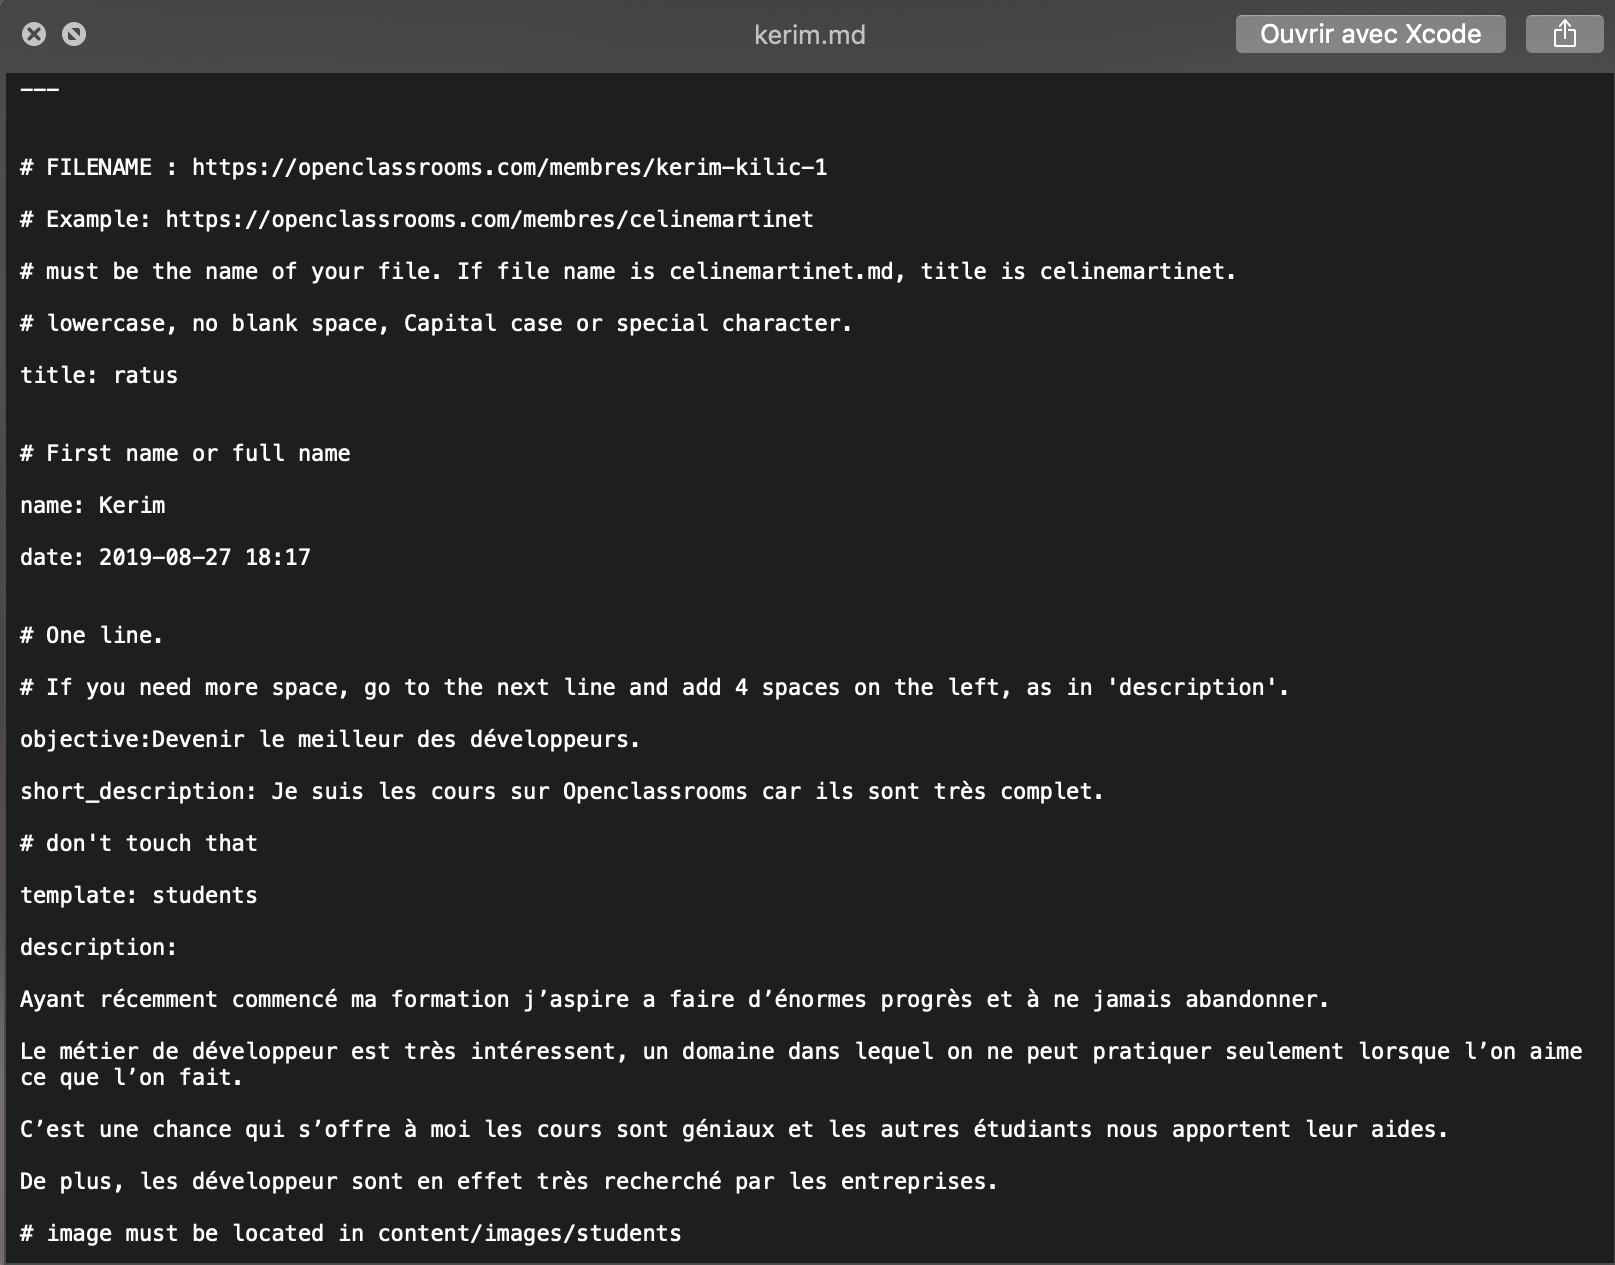 kerim.md
Ouvrir avec Xcode
---
# FILENAME : https://openclassrooms.com/membres/kerim-kilic-1
# Example: https://openclassrooms.com/membres/celinemartinet
# must be the name of your file. If file name is celinemartinet.md, title is celinemartinet.
# lowercase, no blank space, Capital case or special character.
title: ratus
# First name or full name
name: Kerim
date: 2019-08-27 18:17
# One line.
# If you need more space, go to the next line and add 4 spaces on the left, as in 'description'.
objective:Devenir le meilleur des développeurs.
short_description: Je suis les cours sur Openclassrooms car ils sont très complet.
# don't touch that
template: students
description:
Ayant récemment commencé ma formation j’aspire a faire d’énormes progrès et à ne jamais abandonner.
Le métier de développeur est très intéressent, un domaine dans lequel on ne peut pratiquer seulement lorsque l’on aime
ce que l’on fait.
C’est une chance qui s’offre à moi les cours sont géniaux et les autres étudiants nous apportent leur aides.
De plus, les développeur sont en effet très recherché par les entreprises.
# image must be located in content/images/students